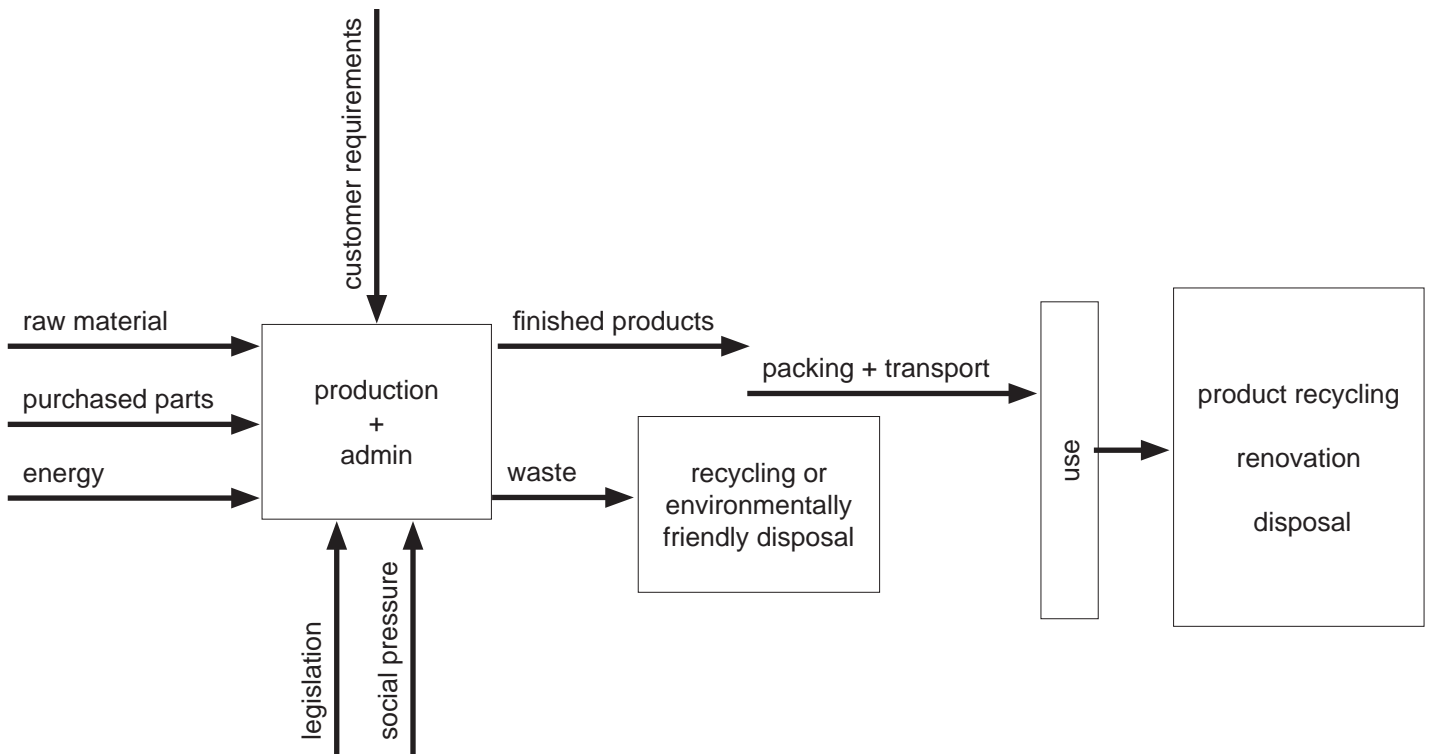 customer requirements
raw material
purchased parts
energy
production
+
admin
legislation
social pressure
finished products
waste
recycling or
environmentally
friendly disposal
packing + transport
use
product recycling
renovation
disposal